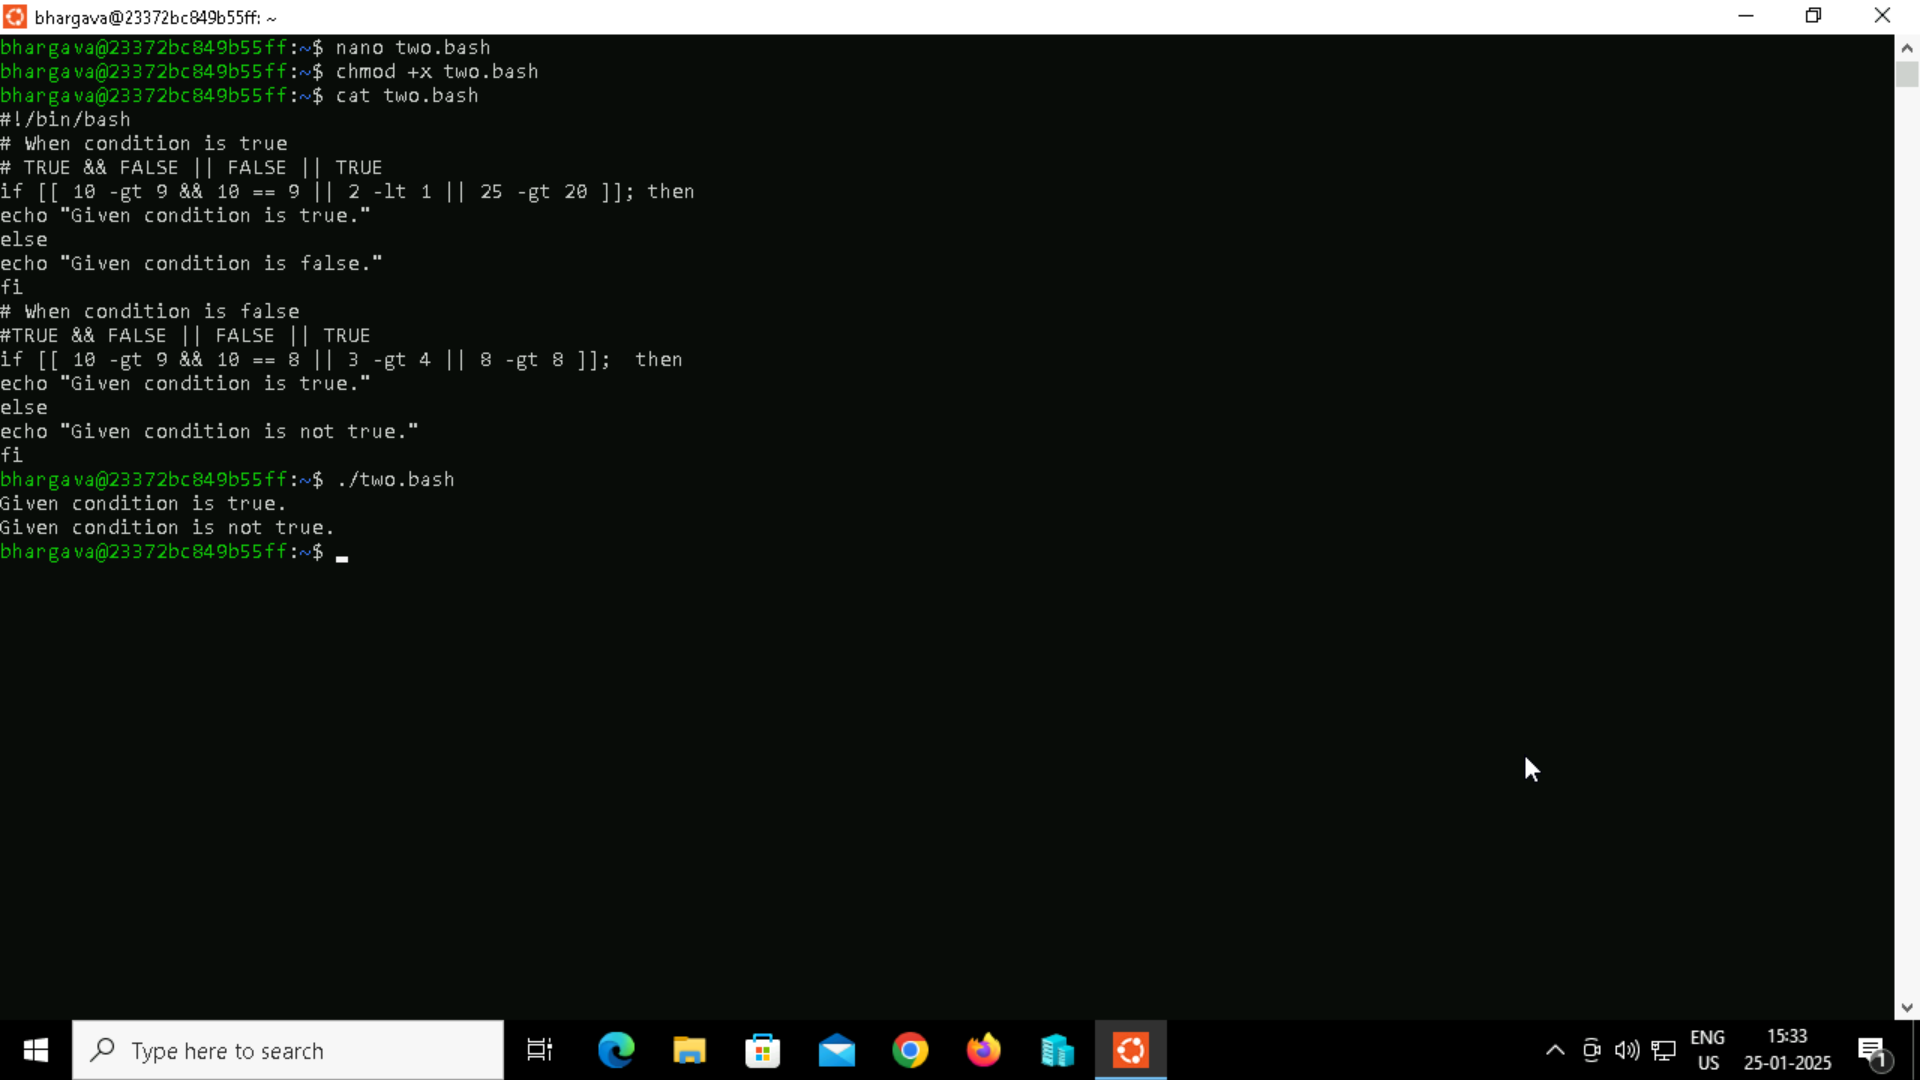 bhargava@23372bc849b55ff: ~
bhargava@23372bc849b55ff:~$ nano two.bash
bhargava@23372bc849b55ff:~$ chmod +x two.bash
bhargava@23372bc849b55ff:~$ cat two.bash
#!/bin/bash
# When condition is true
# TRUE && FALSE || FALSE || TRUE
if [[ 10 -gt 9 && 10 == 9 || 2 -lt 1 || 25 -gt 20 ]]; then
echo "Given condition is true."
else
echo "Given condition is false."
fi
# When condition is false
#TRUE && FALSE || FALSE || TRUE
if [[ 10 -gt 9 && 10 == 8 || 3 -gt 4 || 8 -gt 8 ]];  then
echo "Given condition is true."
else
echo "Given condition is not true."
fi
bhargava@23372bc849b55ff:~$ ./two.bash
Given condition is true.
Given condition is not true.
bhargava@23372bc849b55ff:~$
Type here to search
ENG
US
15:33
25-01-2025
1